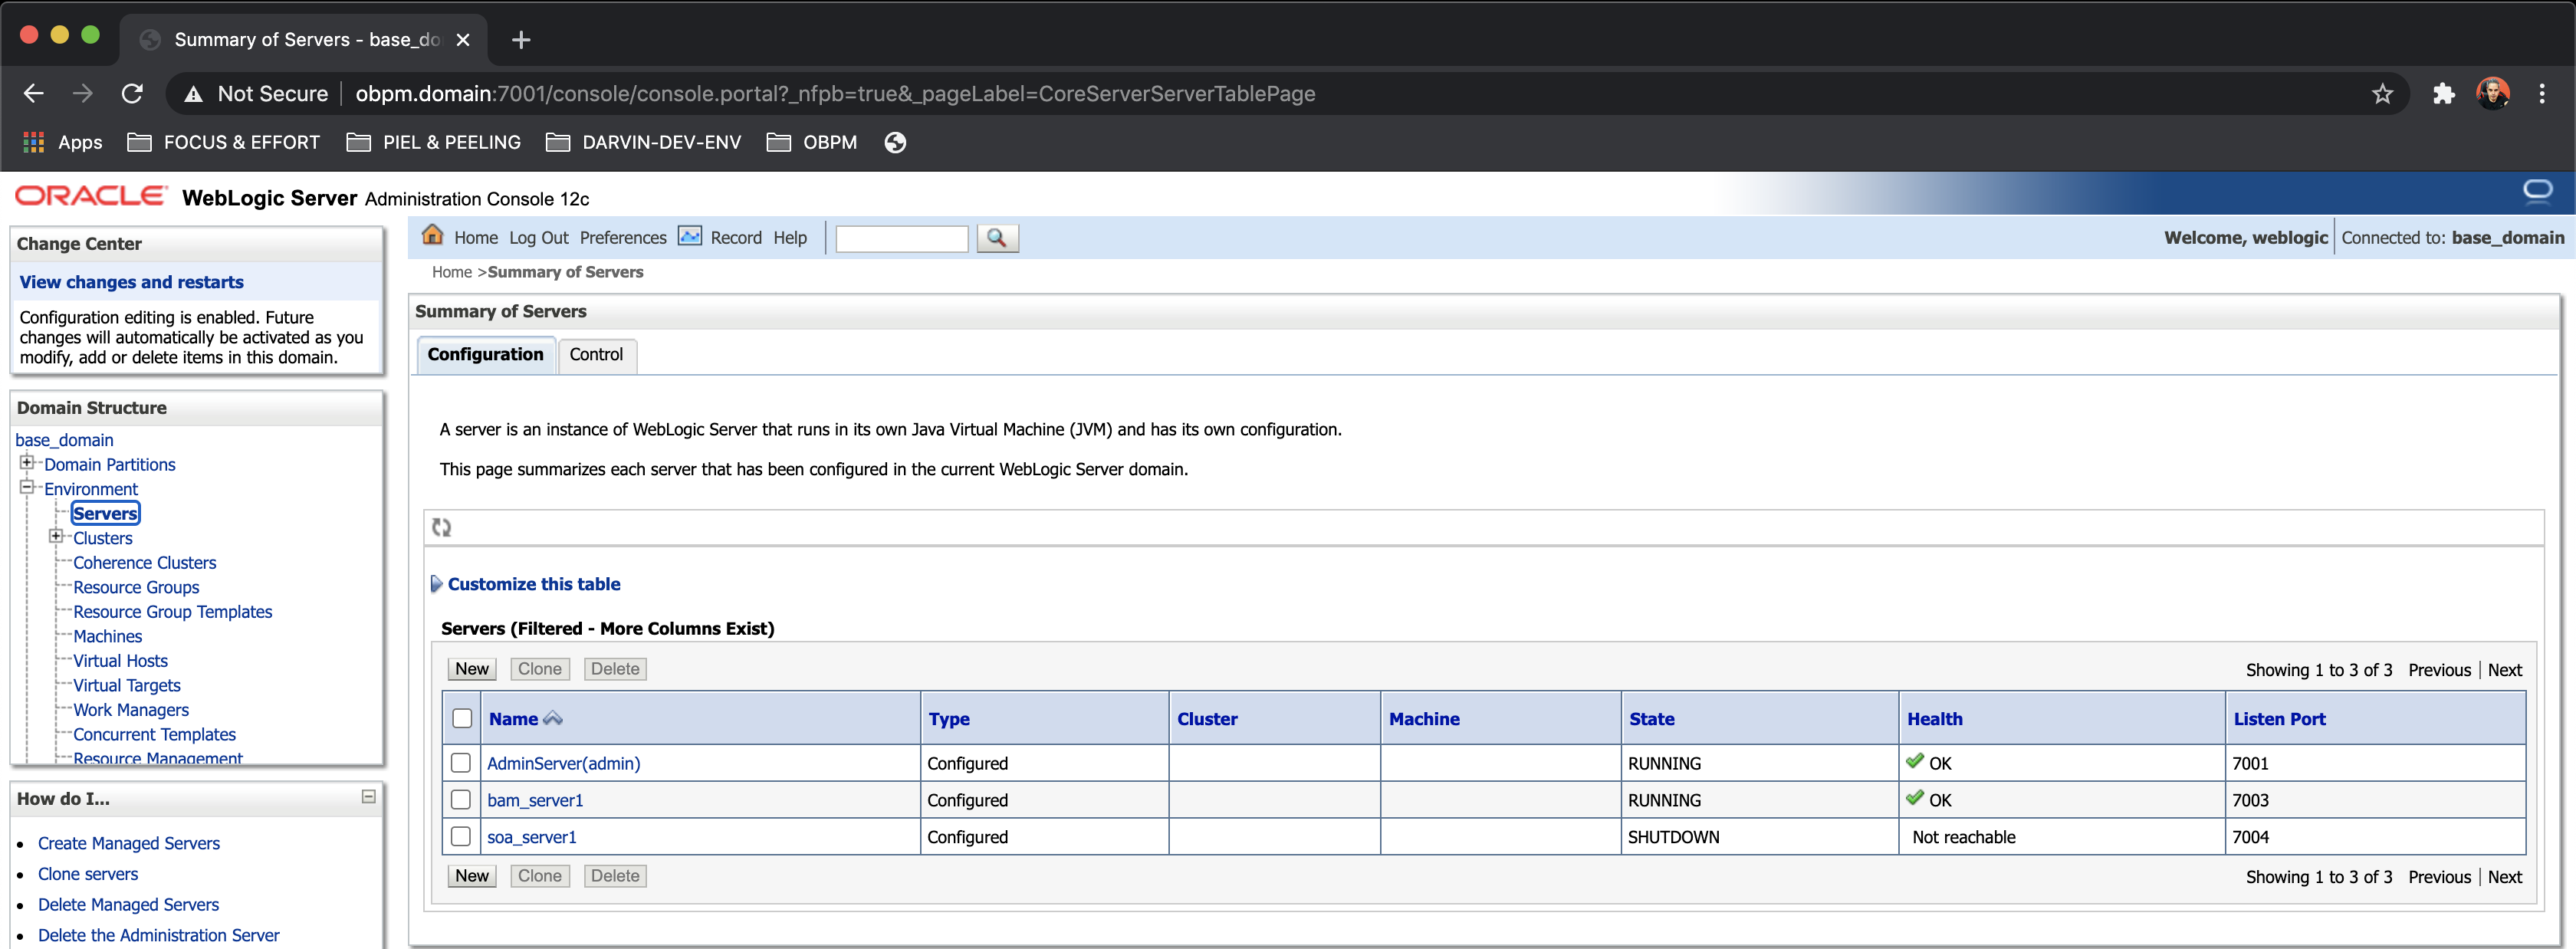 Summary of Servers - base_do
Not Secure | obpm.domain:7001/console/console.portal?_nfpb=true&_pageLabel=CoreServerServerTablePage
Apps FOCUS & EFFORT PIEL & PEELING DARVIN-DEV-ENV OBPM
ORACLE WebLogic Server Administration Console 12c
Change Center
View changes and restarts
Configuration editing is enabled. Future
changes will automatically be activated as you
modify, add or delete items in this domain.
Domain Structure
base_domain
Domain Partitions
Environment
Servers
Clusters
Coherence Clusters
Resource Groups
Resource Group Templates
Machines
Virtual Hosts
Virtual Targets
Work Managers
Concurrent Templates
Resource Management
How do I...
Create Managed Servers
Clone servers
Delete Managed Servers
Delete the Administration Server
Home Log Out Preferences Record Help
Welcome, weblogic Connected to: base_domain
Home >Summary of Servers
Summary of Servers
Configuration Control
A server is an instance of WebLogic Server that runs in its own Java Virtual Machine (JVM) and has its own configuration.
This page summarizes each server that has been configured in the current WebLogic Server domain.
Customize this table
Servers (Filtered - More Columns Exist)
New Clone Delete Showing 1 to 3 of 3 Previous | Next
Name Type Cluster Machine State Health Listen Port
AdminServer(admin) Configured RUNNING OK 7001
bam_server1 Configured RUNNING OK 7003
soa_server1 Configured SHUTDOWN Not reachable 7004
New Clone Delete Showing 1 to 3 of 3 Previous | Next